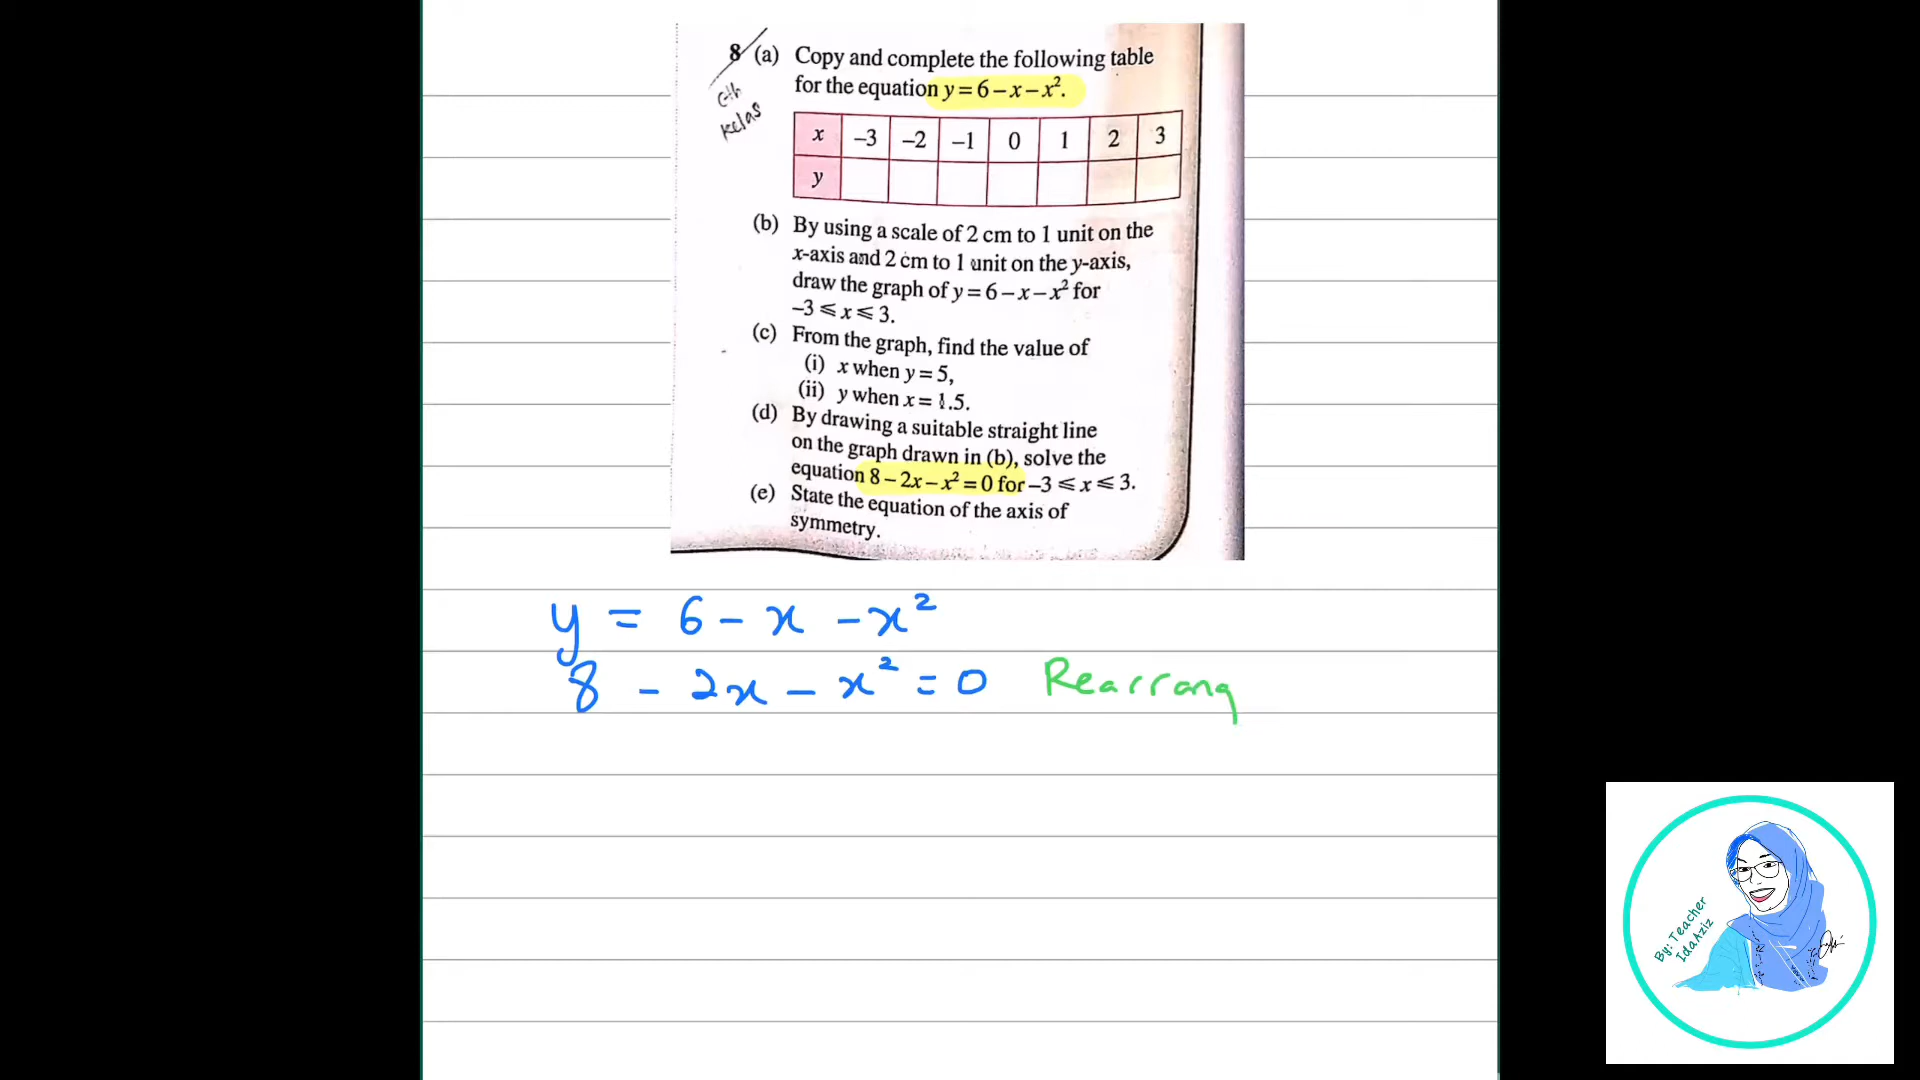 8 (a) Copy and complete the following table
for the equation y = 6 – x – x².
Kelas
x –3 –2 –1 0 1 2 3
y
(b) By using a scale of 2 cm to 1 unit on the
x-axis and 2 cm to 1 unit on the y-axis,
draw the graph of y = 6 – x – x² for
–3 ⩽ x ⩽ 3.
(c) From the graph, find the value of
(i) x when y = 5,
(ii) y when x = 1.5.
(d) By drawing a suitable straight line
on the graph drawn in (b), solve the
equation 8 – 2x – x² = 0 for –3 ⩽ x ⩽ 3.
(e) State the equation of the axis of
symmetry.
y = 6 – x – x²
8 – 2x – x² = 0 Rearrang
By: Teacher
IdaAziz